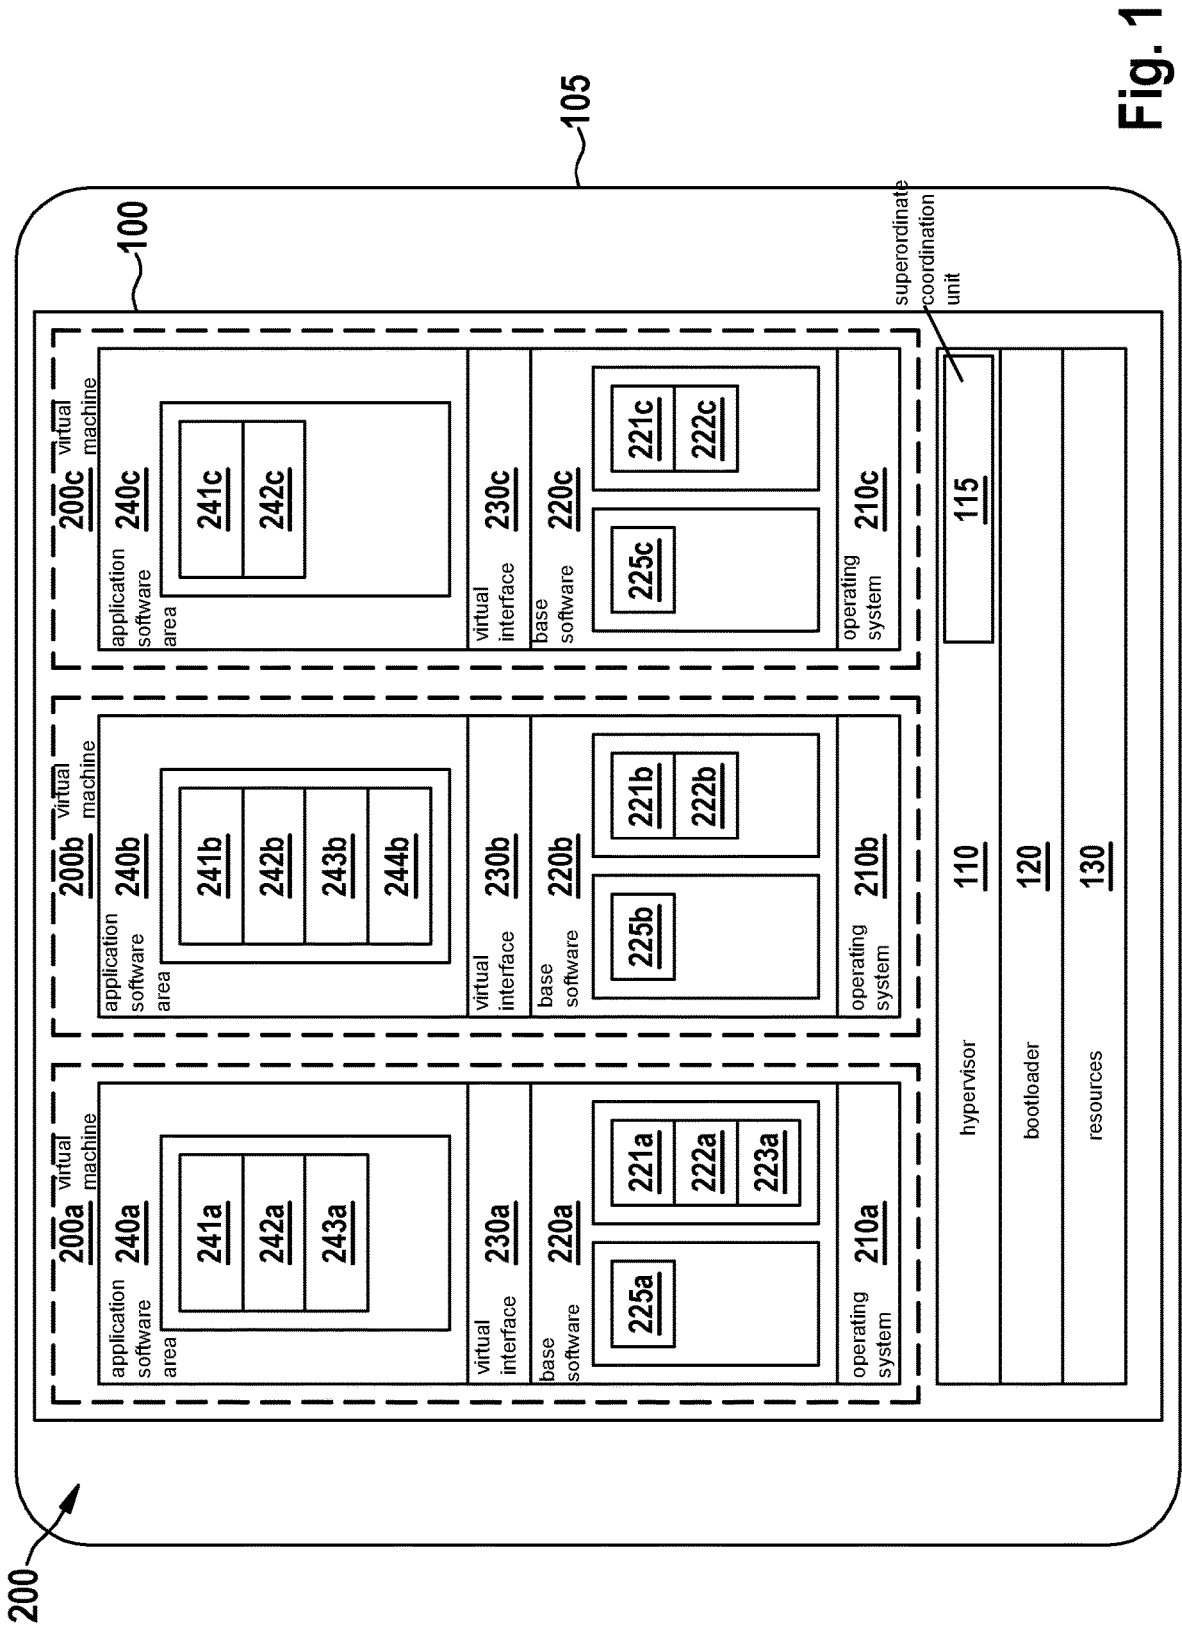 200
100
105
200a
virtual
machine
application
software
area
240a
241a
242a
243a
virtual
interface
230a
base
software
220a
225a
221a
222a
223a
operating
system
210a
200b
virtual
machine
application
software
area
240b
241b
242b
243b
244b
virtual
interface
230b
base
software
220b
225b
221b
222b
operating
system
210b
200c
virtual
machine
application
software
area
240c
241c
242c
virtual
interface
230c
base
software
220c
225c
221c
222c
operating
system
210c
hypervisor 110
115
superordinate
coordination
unit
bootloader 120
resources 130
Fig. 1